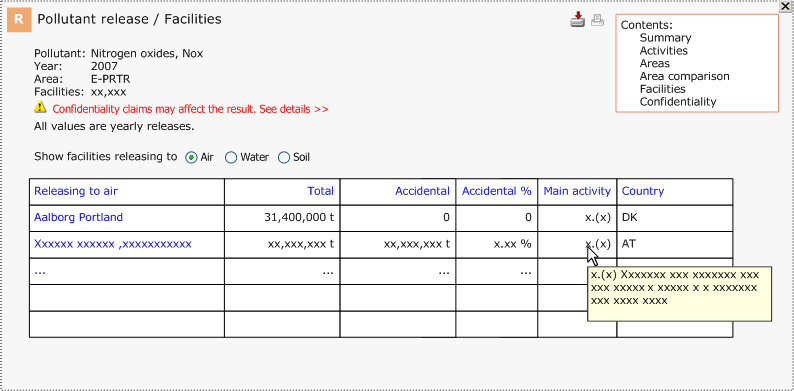 R Pollutant release / Facilities
Contents:
Summary
Activities
Areas
Area comparison
Facilities
Confidentiality
Pollutant: Nitrogen oxides, Nox
Year: 2007
Area: E-PRTR
Facilities: xx,xxx
Confidentiality claims may affect the result. See details >>
All values are yearly releases.
Show facilities releasing to Air Water Soil
Releasing to air Total Accidental Accidental % Main activity Country
Aalborg Portland 31,400,000 t 0 0 x.(x) DK
Xxxxxx xxxxxx ,xxxxxxxxxxx xx,xxx,xxx t xx,xxx,xxx t x.xx % x.(x) AT
... ... ... ...
x.(x) Xxxxxxxx xxx xxxxxxx xxx
xxx xxxxx x xxxxx x x xxxxxxx
xxx xxxx xxxx